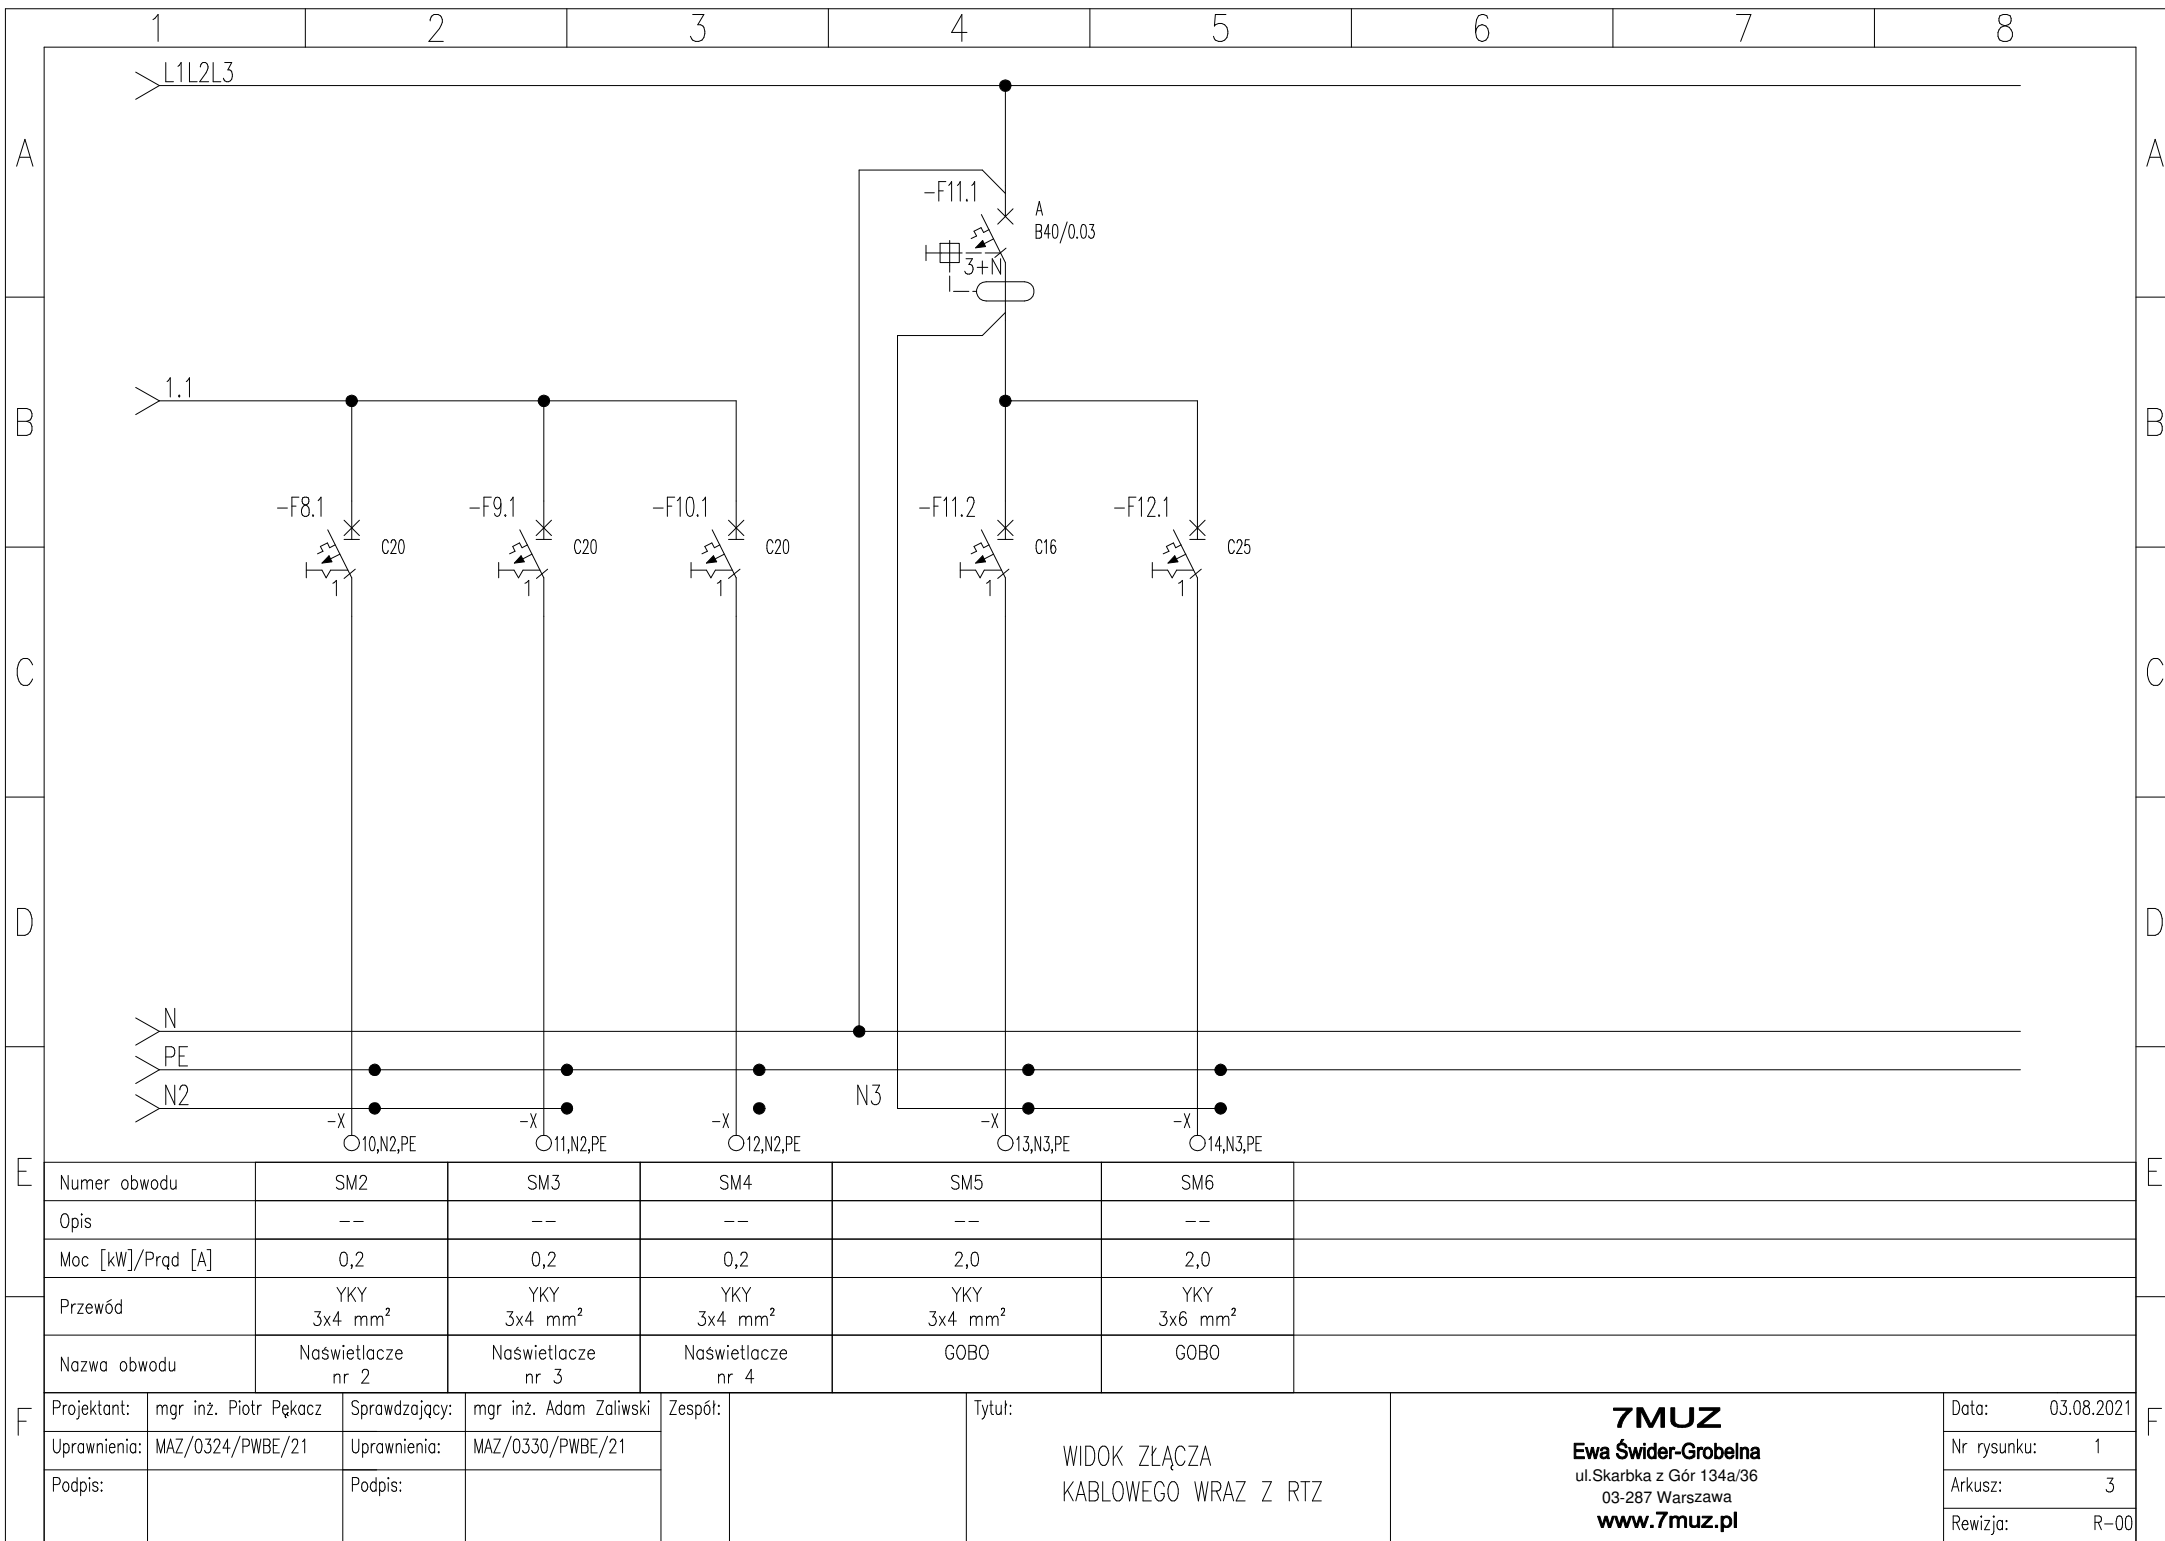 1 2 3 4 5 6 7 8
L1L2L3
A A
-F11.1
A
B40/0.03
3+N
1.1
B B
-F8.1 -F9.1 -F10.1 -F11.2 -F12.1
C20 C20 C20 C16 C25
1 1 1 1 1
C C
D D
N
PE
N2 N3
-X -X -X -X -X
10,N2,PE 11,N2,PE 12,N2,PE 13,N3,PE 14,N3,PE
E E
Numer obwodu SM2 SM3 SM4 SM5 SM6
Opis -- -- -- -- --
Moc [kW]/Prąd [A] 0,2 0,2 0,2 2,0 2,0
Przewód YKY YKY YKY YKY YKY
3x4 mm² 3x4 mm² 3x4 mm² 3x4 mm² 3x6 mm²
Nazwa obwodu Naświetlacze Naświetlacze Naświetlacze GOBO GOBO
nr 2 nr 3 nr 4
F F
Projektant: mgr inż. Piotr Pękacz Sprawdzający: mgr inż. Adam Zaliwski Zespół:
Uprawnienia: MAZ/0324/PWBE/21 Uprawnienia: MAZ/0330/PWBE/21
Podpis: Podpis:
Tytuł:
WIDOK ZŁĄCZA
KABLOWEGO WRAZ Z RTZ
7MUZ
Ewa Świder-Grobelna
ul.Skarbka z Gór 134a/36
03-287 Warszawa
www.7muz.pl
Data: 03.08.2021
Nr rysunku: 1
Arkusz: 3
Rewizja: R-00